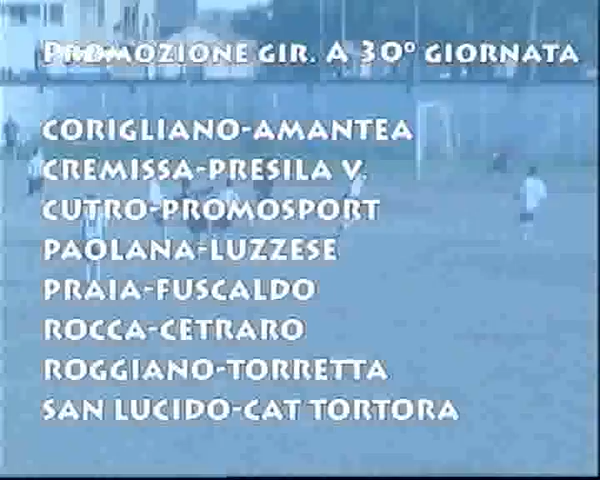 PROMOZIONE GIR. A 30° GIORNATA
CORIGLIANO-AMANTEA
CREMISSA-PRESILA V.
CUTRO-PROMOSPORT
PAOLANA-LUZZESE
PRAIA-FUSCALDO
ROCCA-CETRARO
ROGGIANO-TORRETTA
SAN LUCIDO-CAT TORTORA